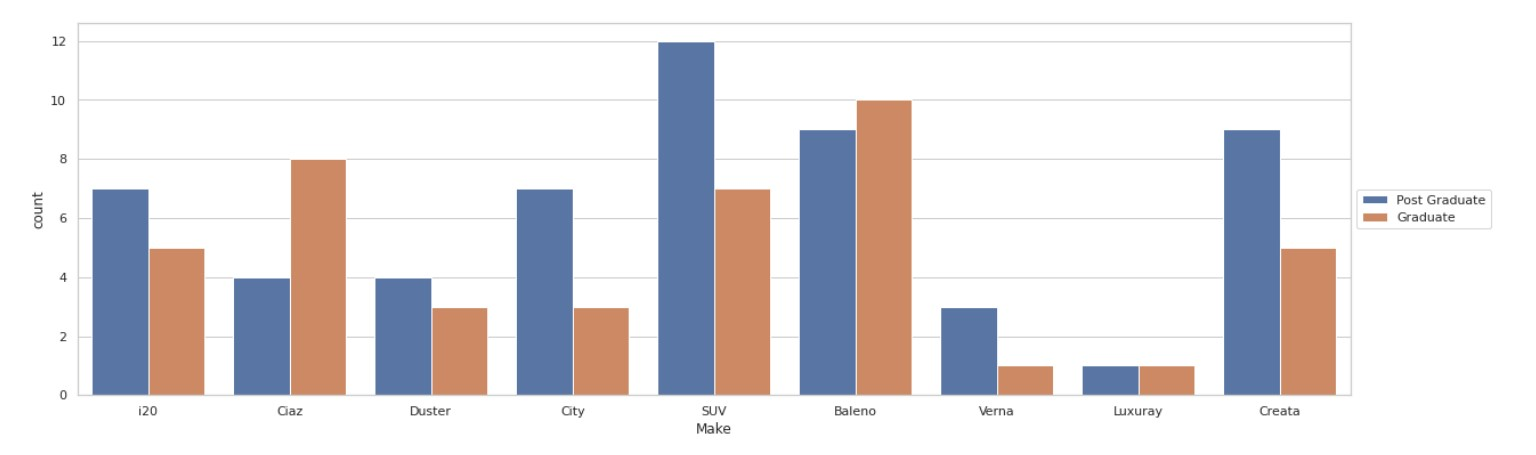 12
10
8
6
4
2
0
count
i20 Ciaz Duster City SUV Baleno Verna Luxuray Creata
Make
Post Graduate
Graduate